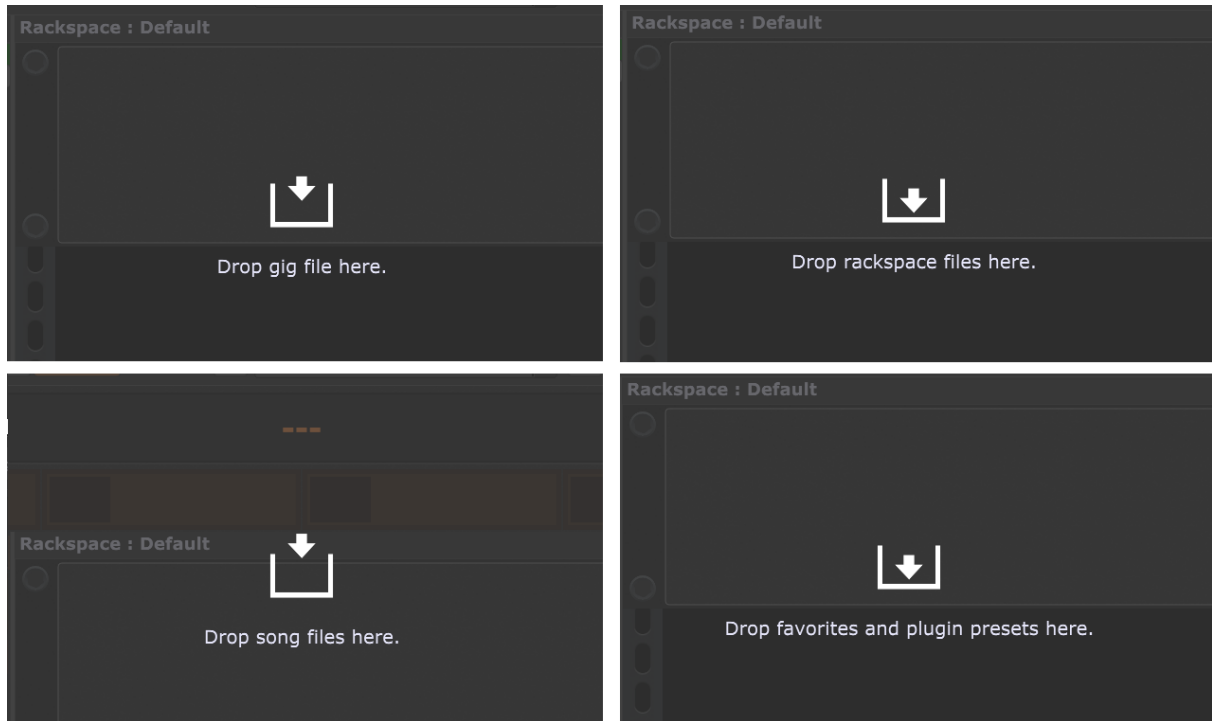 Rackspace : Default
Drop gig file here.
Rackspace : Default
Drop rackspace files here.
---
Rackspace : Default
Drop song files here.
Rackspace : Default
Drop favorites and plugin presets here.